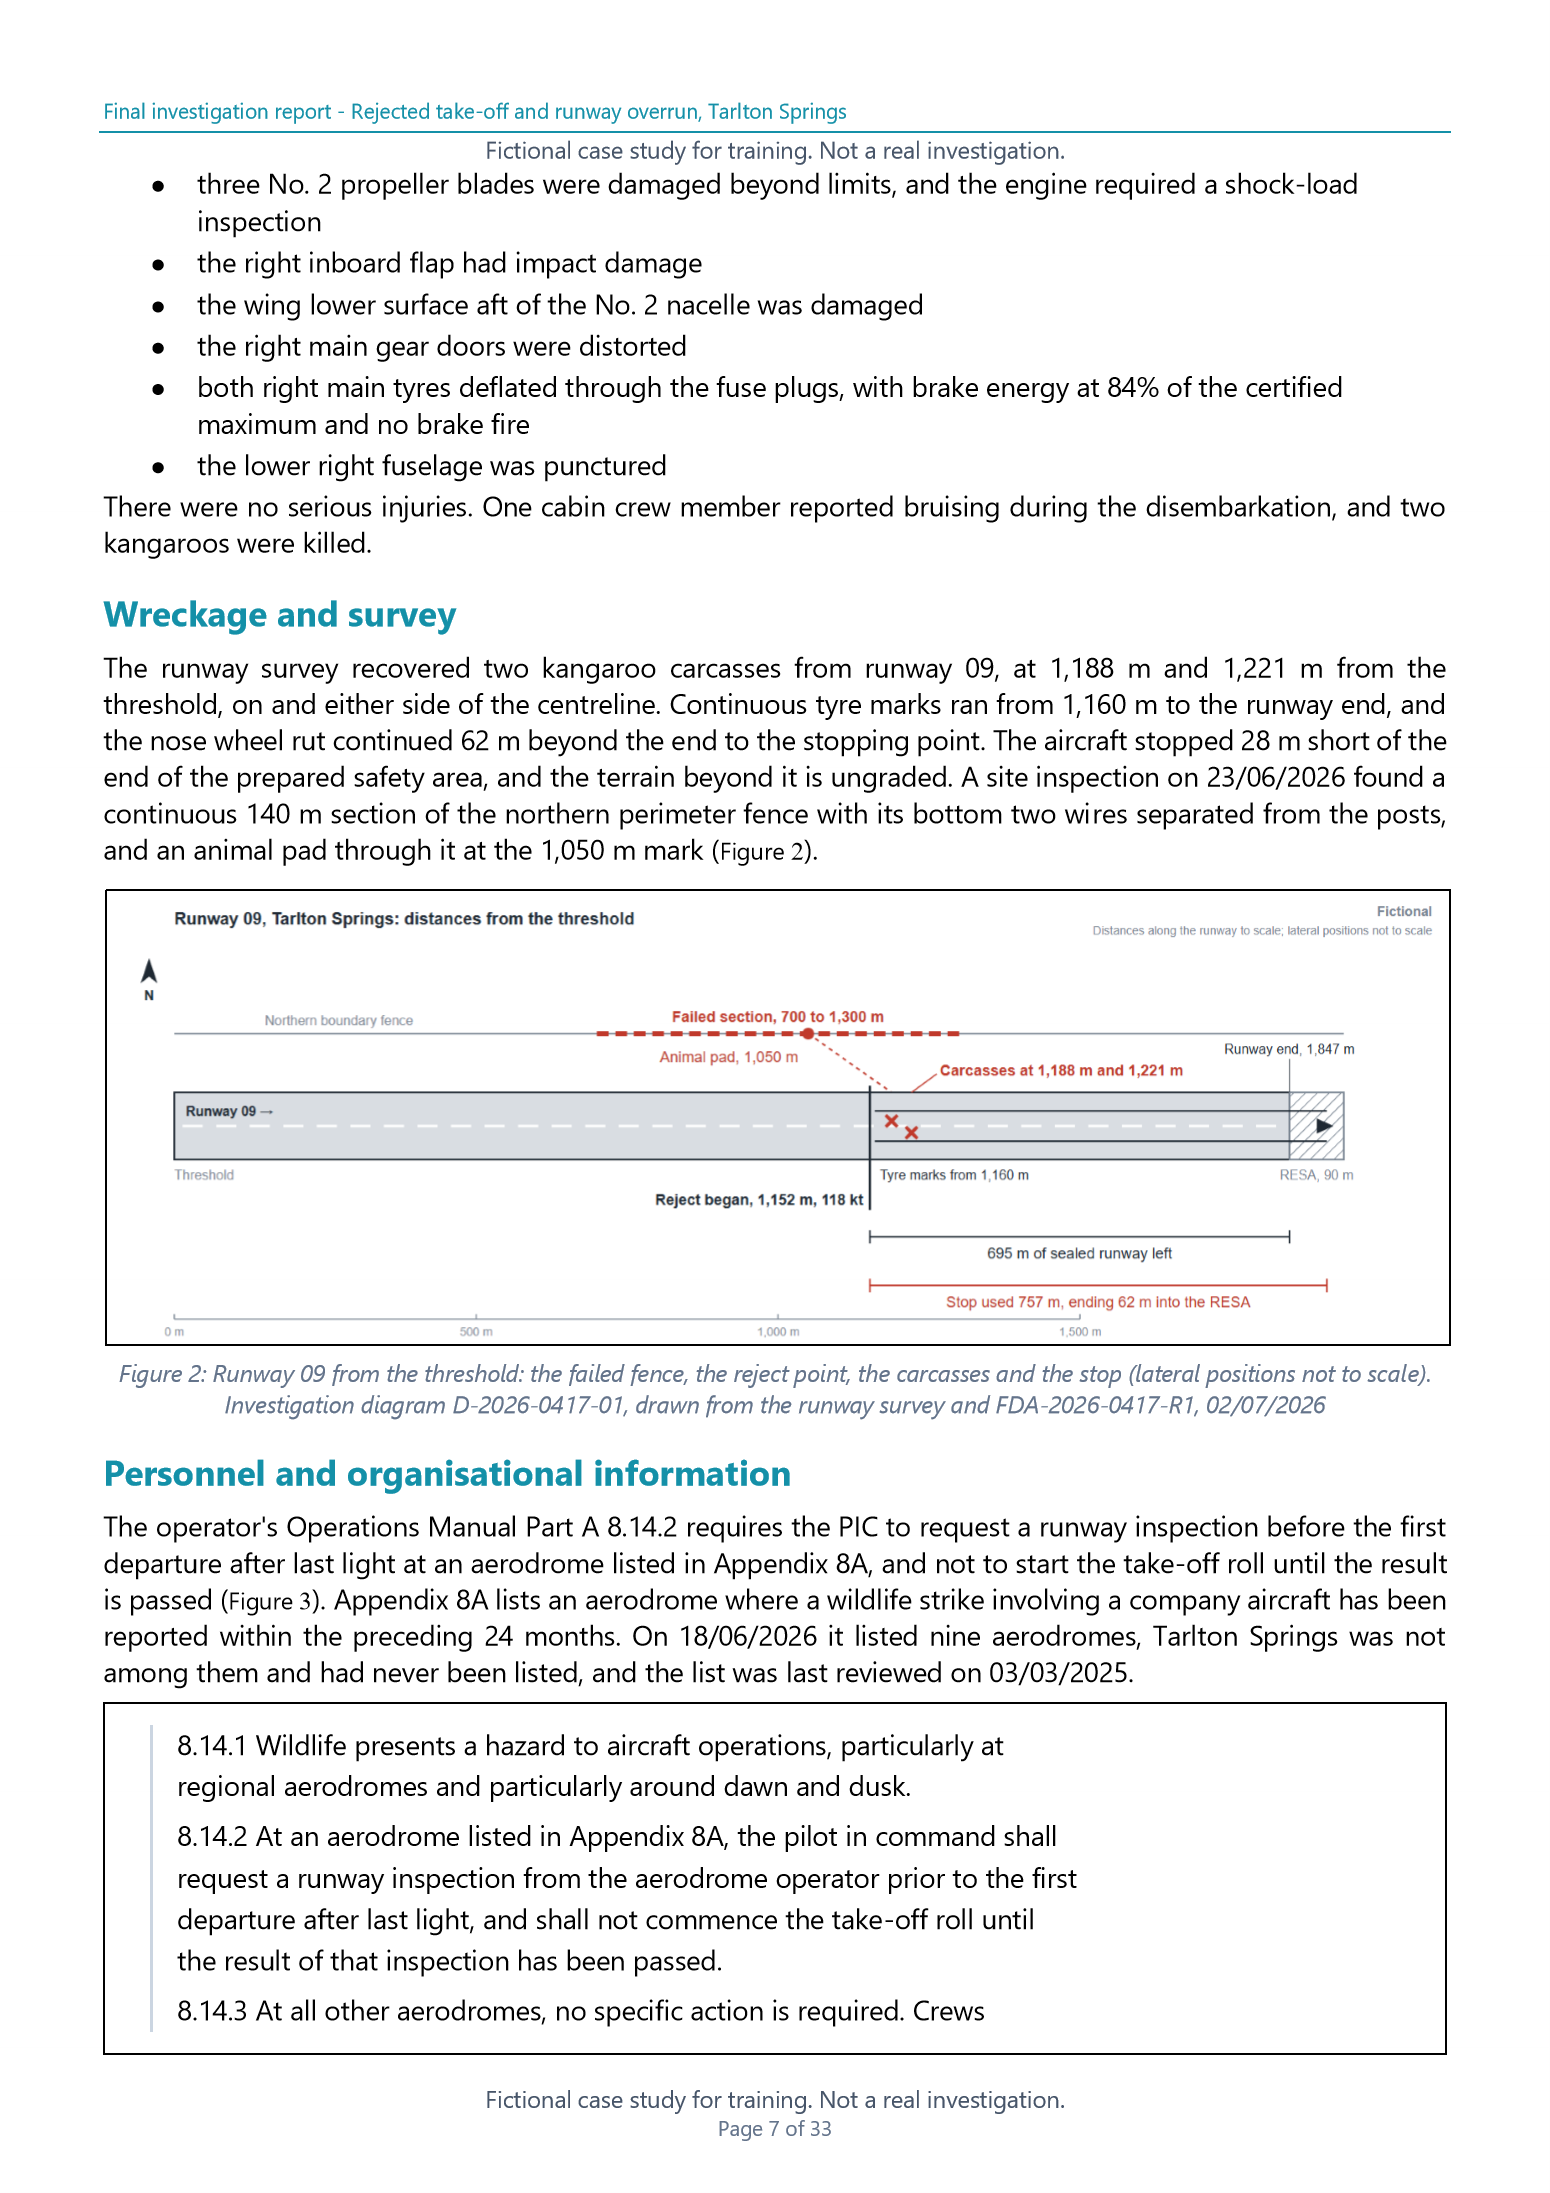 Final investigation report - Rejected take-off and runway overrun, Tarlton Springs
Fictional case study for training. Not a real investigation.
● three No. 2 propeller blades were damaged beyond limits, and the engine required a shock-load
inspection
● the right inboard flap had impact damage
● the wing lower surface aft of the No. 2 nacelle was damaged
● the right main gear doors were distorted
● both right main tyres deflated through the fuse plugs, with brake energy at 84% of the certified
maximum and no brake fire
● the lower right fuselage was punctured
There were no serious injuries. One cabin crew member reported bruising during the disembarkation, and two
kangaroos were killed.
Wreckage and survey
The runway survey recovered two kangaroo carcasses from runway 09, at 1,188 m and 1,221 m from the
threshold, on and either side of the centreline. Continuous tyre marks ran from 1,160 m to the runway end, and
the nose wheel rut continued 62 m beyond the end to the stopping point. The aircraft stopped 28 m short of the
end of the prepared safety area, and the terrain beyond it is ungraded. A site inspection on 23/06/2026 found a
continuous 140 m section of the northern perimeter fence with its bottom two wires separated from the posts,
and an animal pad through it at the 1,050 m mark (Figure 2).
Runway 09, Tarlton Springs: distances from the threshold
Fictional
Distances along the runway to scale; lateral positions not to scale
N
Northern boundary fence
Failed section, 700 to 1,300 m
Animal pad, 1,050 m
Runway end, 1,847 m
Carcasses at 1,188 m and 1,221 m
Runway 09 →
Threshold
Tyre marks from 1,160 m
RESA, 90 m
Reject began, 1,152 m, 118 kt
695 m of sealed runway left
Stop used 757 m, ending 62 m into the RESA
0 m
500 m
1,000 m
1,500 m
Figure 2: Runway 09 from the threshold: the failed fence, the reject point, the carcasses and the stop (lateral positions not to scale).
Investigation diagram D-2026-0417-01, drawn from the runway survey and FDA-2026-0417-R1, 02/07/2026
Personnel and organisational information
The operator's Operations Manual Part A 8.14.2 requires the PIC to request a runway inspection before the first
departure after last light at an aerodrome listed in Appendix 8A, and not to start the take-off roll until the result
is passed (Figure 3). Appendix 8A lists an aerodrome where a wildlife strike involving a company aircraft has been
reported within the preceding 24 months. On 18/06/2026 it listed nine aerodromes, Tarlton Springs was not
among them and had never been listed, and the list was last reviewed on 03/03/2025.
8.14.1 Wildlife presents a hazard to aircraft operations, particularly at
regional aerodromes and particularly around dawn and dusk.
8.14.2 At an aerodrome listed in Appendix 8A, the pilot in command shall
request a runway inspection from the aerodrome operator prior to the first
departure after last light, and shall not commence the take-off roll until
the result of that inspection has been passed.
8.14.3 At all other aerodromes, no specific action is required. Crews
Fictional case study for training. Not a real investigation.
Page 7 of 33